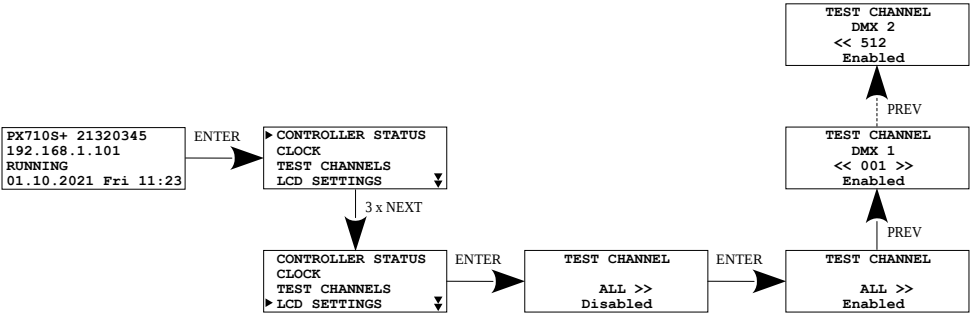 PX710S+ 21320345
192.168.1.101
RUNNING
01.10.2021 Fri 11:23
ENTER
CONTROLLER STATUS
CLOCK
TEST CHANNELS
LCD SETTINGS
3 x NEXT
CONTROLLER STATUS
CLOCK
TEST CHANNELS
LCD SETTINGS
ENTER
TEST CHANNEL
ALL >>
Disabled
ENTER
TEST CHANNEL
ALL >>
Enabled
PREV
TEST CHANNEL
DMX 1
<< 001 >>
Enabled
PREV
TEST CHANNEL
DMX 2
<< 512
Enabled